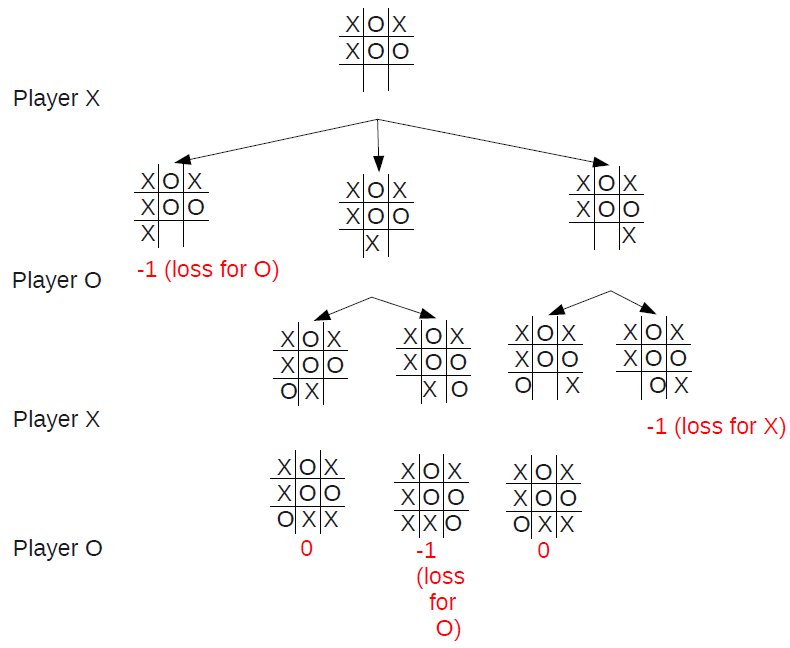 X O X
X O O
Player X
X O X
X O O
X
X O X
X O O
X
X O X
X O O
X
Player O
-1 (loss for O)
X O X
X O O
O X
X O X
X O O
X O
X O X
X O O
O X
X O X
X O O
O X
Player X
-1 (loss for X)
X O X
X O O
O X X
X O X
X O O
X X O
X O X
X O O
O X X
Player O
0
-1
(loss
for
O)
0